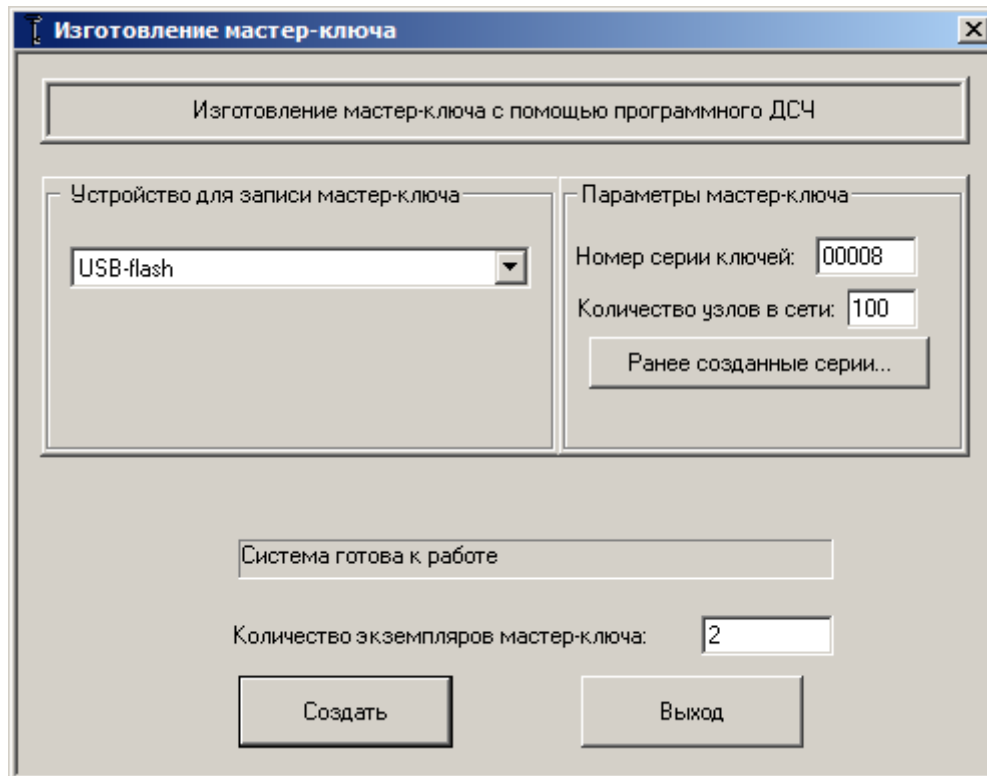 Изготовление мастер-ключа
Изготовление мастер-ключа с помощью программного ДСЧ
Устройство для записи мастер-ключа
USB-flash
Параметры мастер-ключа
Номер серии ключей: 00008
Количество узлов в сети: 100
Ранее созданные серии...
Система готова к работе
Количество экземпляров мастер-ключа: 2
Создать
Выход